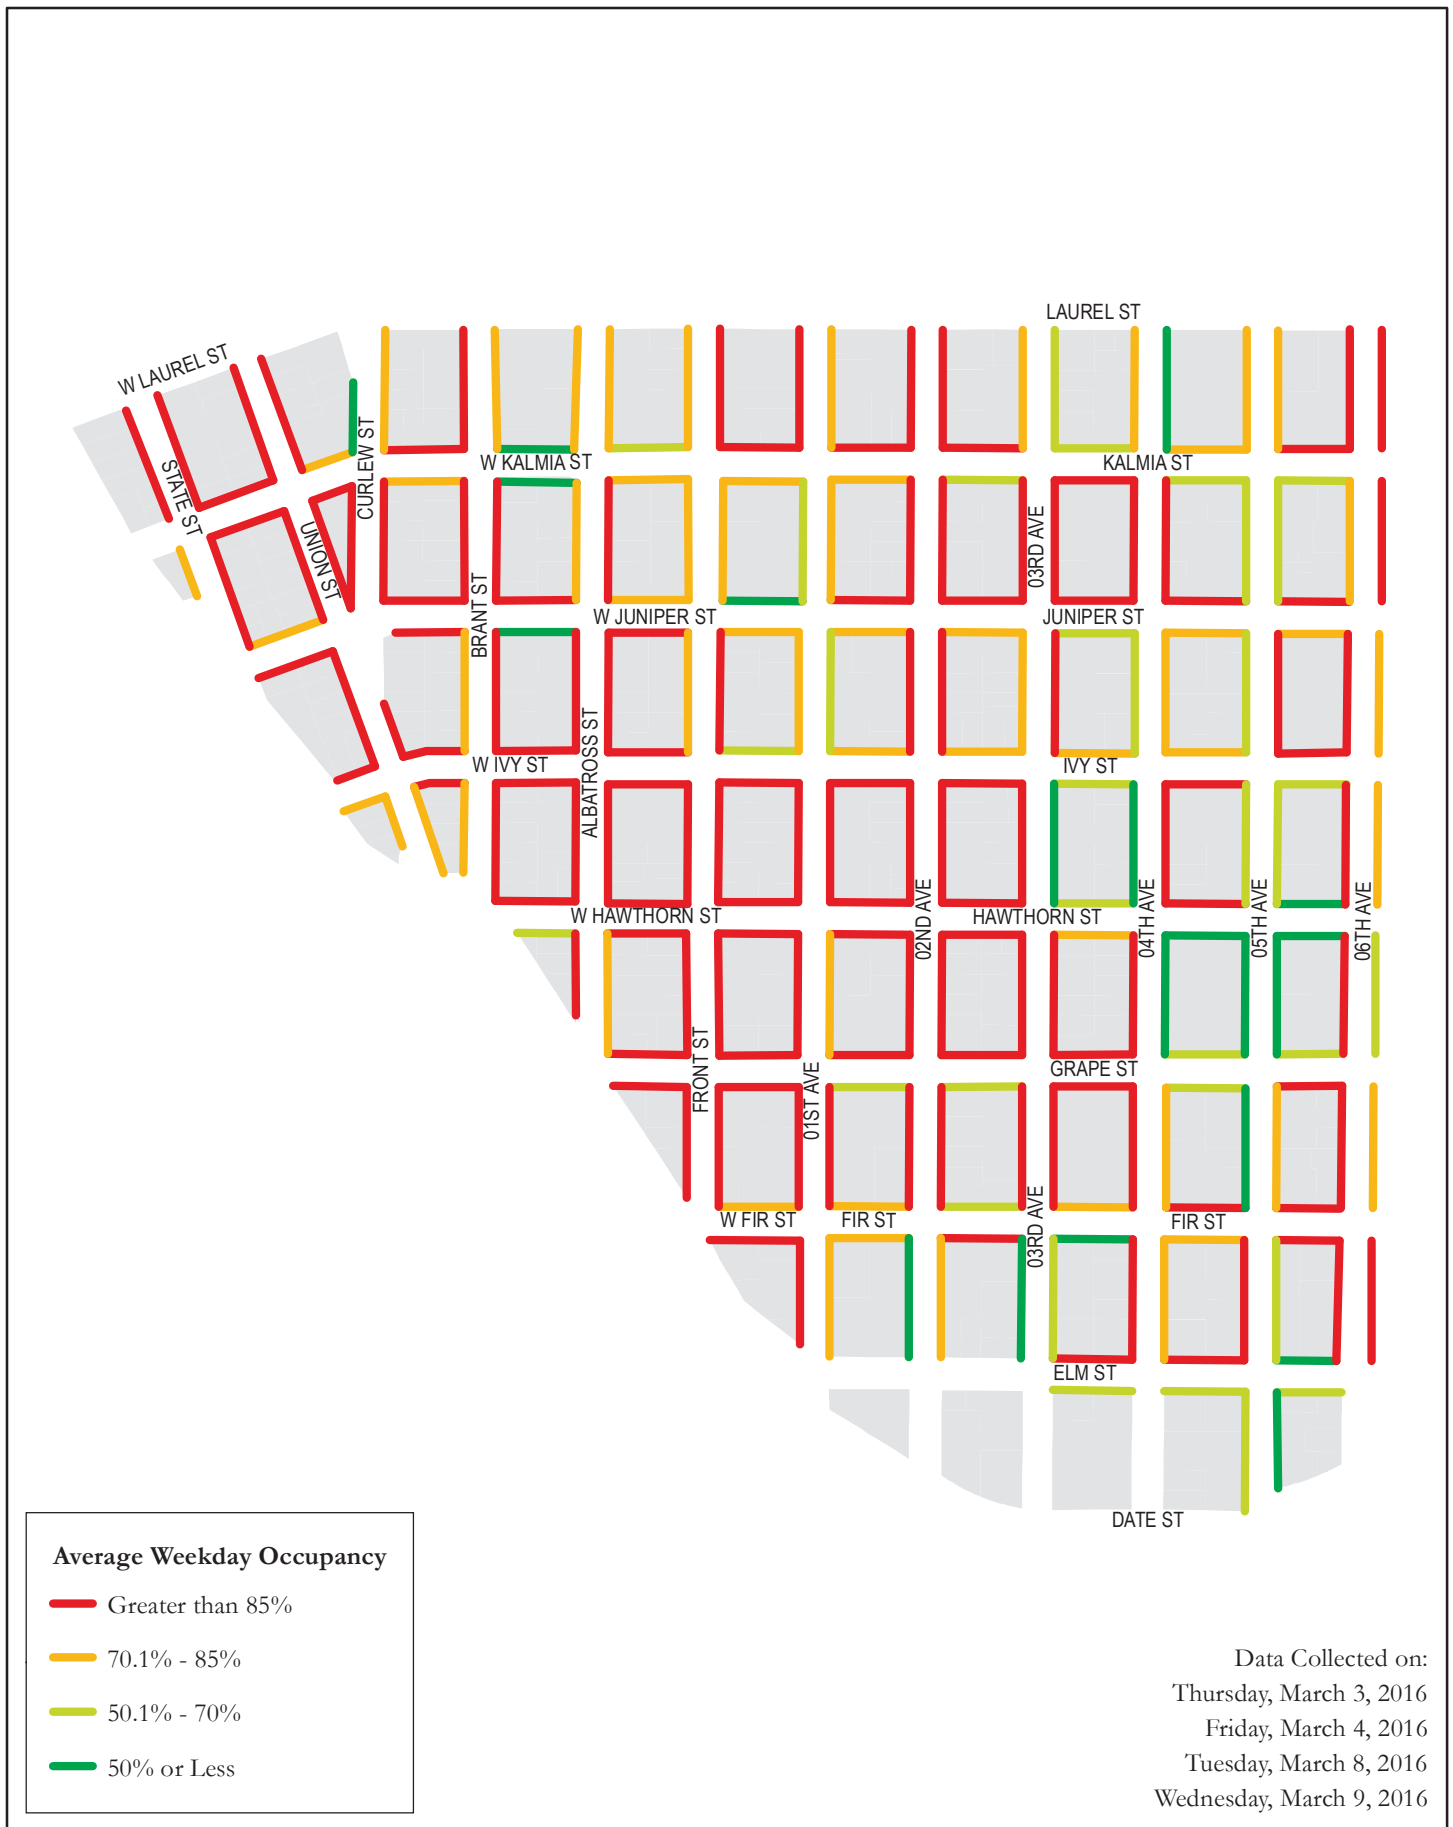 LAUREL ST
W LAUREL ST
CURLEW ST
W KALMIA ST
KALMIA ST
STATE ST
UNION ST
03RD AVE
BRANT ST
W JUNIPER ST
JUNIPER ST
ALBATROSS ST
W IVY ST
IVY ST
W HAWTHORN ST
02ND AVE
HAWTHORN ST
04TH AVE
05TH AVE
06TH AVE
FRONT ST
01ST AVE
GRAPE ST
W FIR ST
FIR ST
03RD AVE
FIR ST
ELM ST
DATE ST
Average Weekday Occupancy
Greater than 85%
70.1% - 85%
50.1% - 70%
50% or Less
Data Collected on:
Thursday, March 3, 2016
Friday, March 4, 2016
Tuesday, March 8, 2016
Wednesday, March 9, 2016